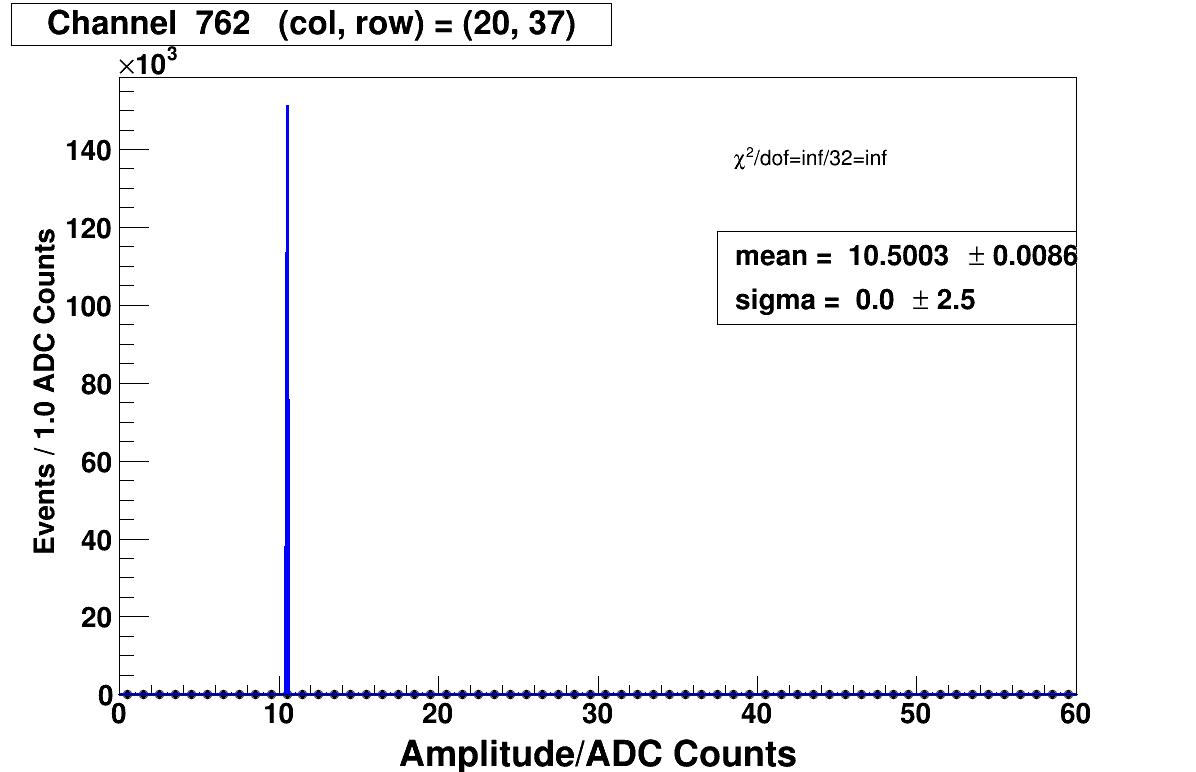 Channel 762 (col, row) = (20, 37)
×10³
χ²/dof=inf/32=inf
mean = 10.5003 ± 0.0086
sigma = 0.0 ± 2.5
Events / 1.0 ADC Counts
140
120
100
80
60
40
20
0
0 10 20 30 40 50 60
Amplitude/ADC Counts